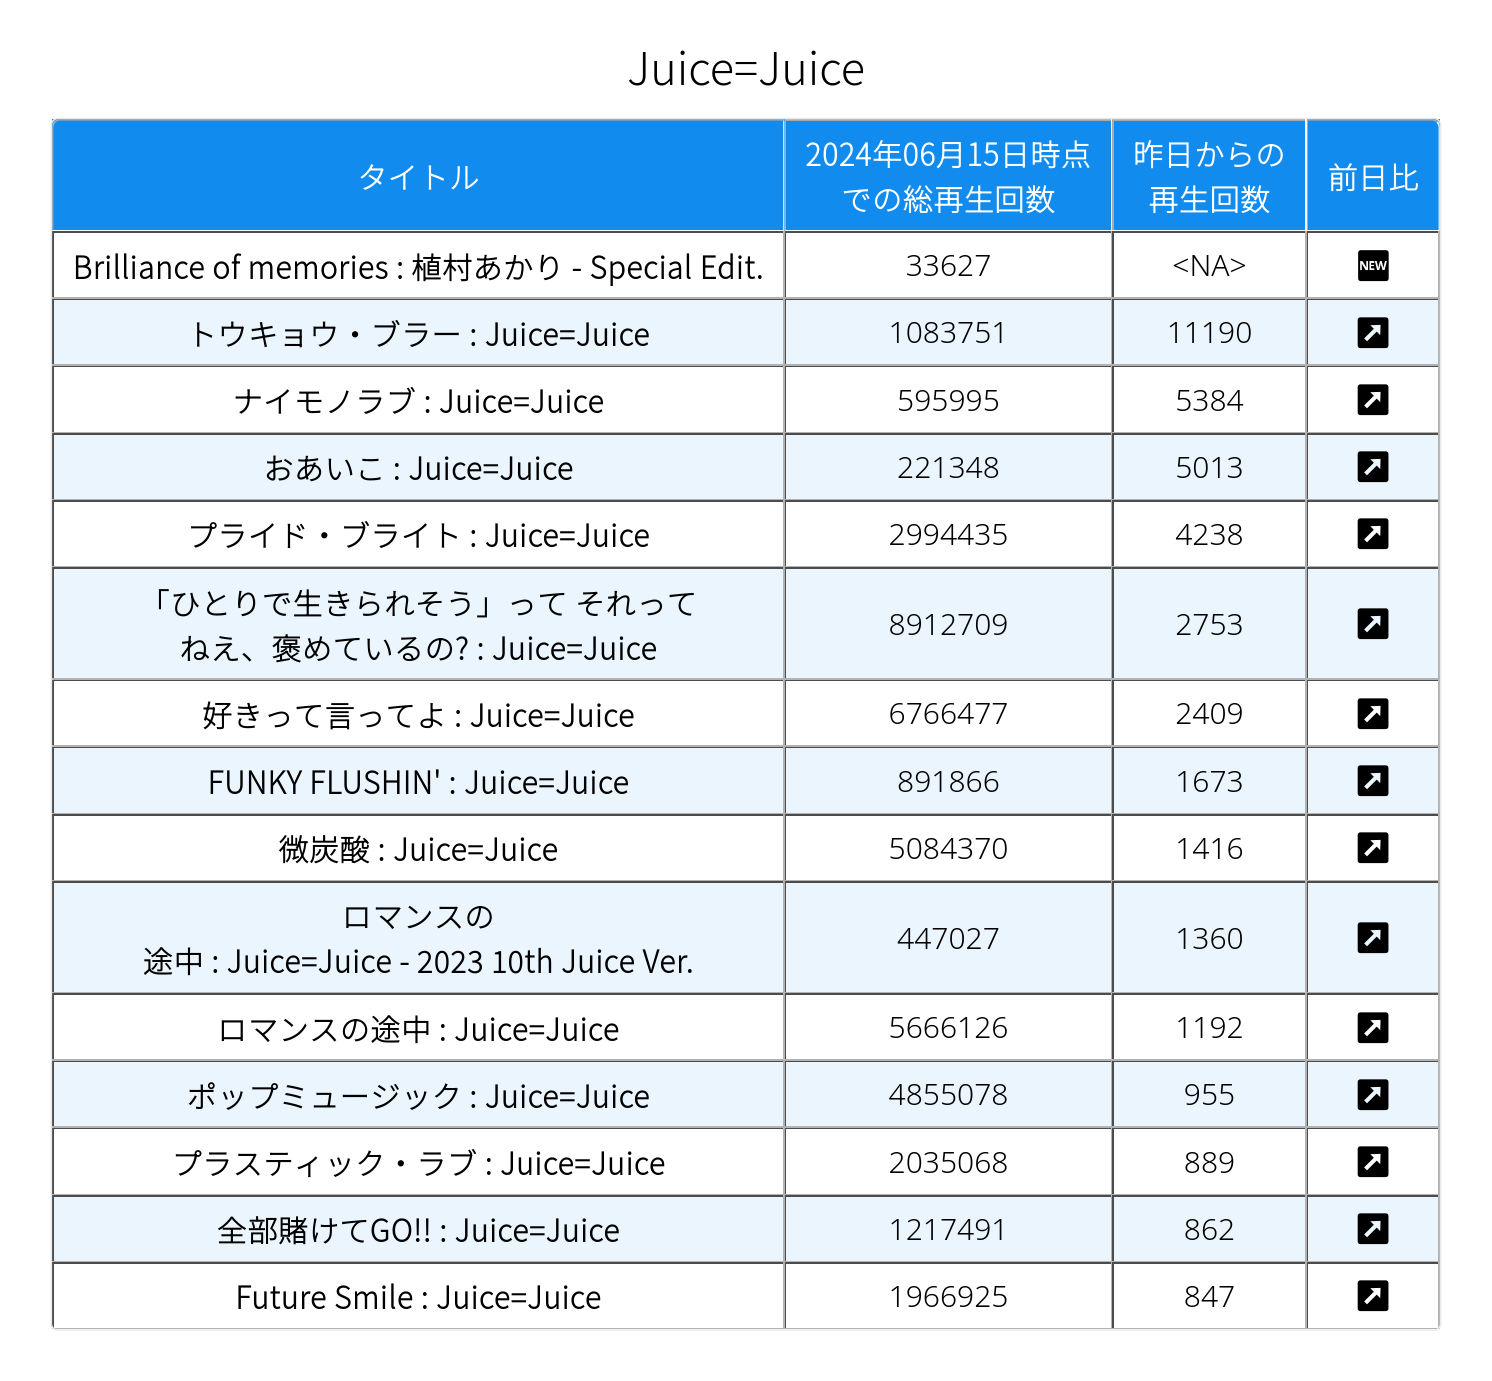 Juice=Juice
タイトル
2024年06月15日時点
での総再生回数
昨日からの
再生回数
前日比
Brilliance of memories : 植村あかり - Special Edit.
33627
<NA>
NEW
トウキョウ・ブラー : Juice=Juice
1083751
11190
ナイモノラブ : Juice=Juice
595995
5384
おあいこ : Juice=Juice
221348
5013
プライド・ブライト : Juice=Juice
2994435
4238
「ひとりで生きられそう」って それって
ねえ、褒めているの? : Juice=Juice
8912709
2753
好きって言ってよ : Juice=Juice
6766477
2409
FUNKY FLUSHIN' : Juice=Juice
891866
1673
微炭酸 : Juice=Juice
5084370
1416
ロマンスの
途中 : Juice=Juice - 2023 10th Juice Ver.
447027
1360
ロマンスの途中 : Juice=Juice
5666126
1192
ポップミュージック : Juice=Juice
4855078
955
プラスティック・ラブ : Juice=Juice
2035068
889
全部賭けてGO!! : Juice=Juice
1217491
862
Future Smile : Juice=Juice
1966925
847